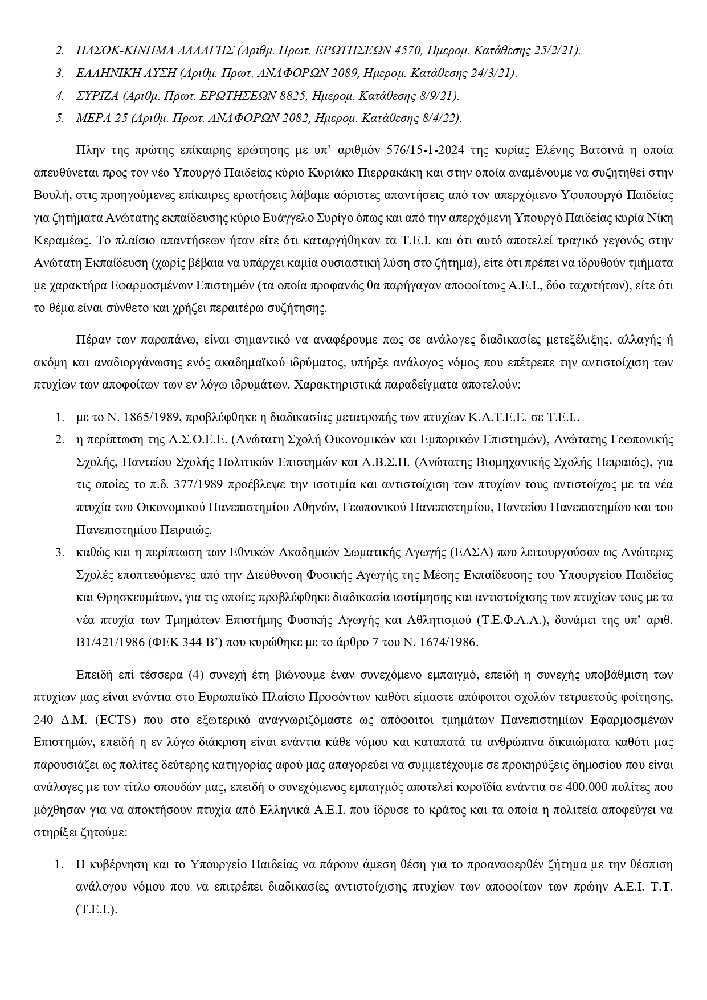 2. ΠΑΣΟΚ-ΚΙΝΗΜΑ ΑΛΛΑΓΗΣ (Αριθμ. Πρωτ. ΕΡΩΤΗΣΕΩΝ 4570, Ημερομ. Κατάθεσης 25/2/21).
3. ΕΛΛΗΝΙΚΗ ΛΥΣΗ (Αριθμ. Πρωτ. ΑΝΑΦΟΡΩΝ 2089, Ημερομ. Κατάθεσης 24/3/21).
4. ΣΥΡΙΖΑ (Αριθμ. Πρωτ. ΕΡΩΤΗΣΕΩΝ 8825, Ημερομ. Κατάθεσης 8/9/21).
5. ΜΕΡΑ 25 (Αριθμ. Πρωτ. ΑΝΑΦΟΡΩΝ 2082, Ημερομ. Κατάθεσης 8/4/22).
Πλην της πρώτης επίκαιρης ερώτησης με υπ’ αριθμόν 576/15-1-2024 της κυρίας Ελένης Βατσινά η οποία
απευθύνεται προς τον νέο Υπουργό Παιδείας κύριο Κυριάκο Πιερρακάκη και στην οποία αναμένουμε να συζητηθεί στην
Βουλή, στις προηγούμενες επίκαιρες ερωτήσεις λάβαμε αόριστες απαντήσεις από τον απερχόμενο Υφυπουργό Παιδείας
για ζητήματα Ανώτατης εκπαίδευσης κύριο Ευάγγελο Συρίγο όπως και από την απερχόμενη Υπουργό Παιδείας κυρία Νίκη
Κεραμέως. Το πλαίσιο απαντήσεων ήταν είτε ότι καταργήθηκαν τα Τ.Ε.Ι. και ότι αυτό αποτελεί τραγικό γεγονός στην
Ανώτατη Εκπαίδευση (χωρίς βέβαια να υπάρχει καμία ουσιαστική λύση στο ζήτημα), είτε ότι πρέπει να ιδρυθούν τμήματα
με χαρακτήρα Εφαρμοσμένων Επιστημών (τα οποία προφανώς θα παρήγαγαν αποφοίτους Α.Ε.Ι., δύο ταχυτήτων), είτε ότι
το θέμα είναι σύνθετο και χρήζει περαιτέρω συζήτησης.
Πέραν των παραπάνω, είναι σημαντικό να αναφέρουμε πως σε ανάλογες διαδικασίες μετεξέλιξης, αλλαγής ή
ακόμη και αναδιοργάνωσης ενός ακαδημαϊκού ιδρύματος, υπήρξε ανάλογος νόμος που επέτρεπε την αντιστοίχιση των
πτυχίων των αποφοίτων των εν λόγω ιδρυμάτων. Χαρακτηριστικά παραδείγματα αποτελούν:
1. με το Ν. 1865/1989, προβλέφθηκε η διαδικασίας μετατροπής των πτυχίων Κ.Α.Τ.Ε.Ε. σε Τ.Ε.Ι..
2. η περίπτωση της Α.Σ.Ο.Ε.Ε. (Ανώτατη Σχολή Οικονομικών και Εμπορικών Επιστημών), Ανώτατης Γεωπονικής
Σχολής, Παντείου Σχολής Πολιτικών Επιστημών και Α.Β.Σ.Π. (Ανώτατης Βιομηχανικής Σχολής Πειραιώς), για
τις οποίες το π.δ. 377/1989 προέβλεψε την ισοτιμία και αντιστοίχιση των πτυχίων τους αντιστοίχως με τα νέα
πτυχία του Οικονομικού Πανεπιστημίου Αθηνών, Γεωπονικού Πανεπιστημίου, Παντείου Πανεπιστημίου και του
Πανεπιστημίου Πειραιώς.
3. καθώς και η περίπτωση των Εθνικών Ακαδημιών Σωματικής Αγωγής (ΕΑΣΑ) που λειτουργούσαν ως Ανώτερες
Σχολές εποπτευόμενες από την Διεύθυνση Φυσικής Αγωγής της Μέσης Εκπαίδευσης του Υπουργείου Παιδείας
και Θρησκευμάτων, για τις οποίες προβλέφθηκε διαδικασία ισοτίμησης και αντιστοίχισης των πτυχίων τους με τα
νέα πτυχία των Τμημάτων Επιστήμης Φυσικής Αγωγής και Αθλητισμού (Τ.Ε.Φ.Α.Α.), δυνάμει της υπ’ αριθ.
Β1/421/1986 (ΦΕΚ 344 Β’) που κυρώθηκε με το άρθρο 7 του Ν. 1674/1986.
Επειδή επί τέσσερα (4) συνεχή έτη βιώνουμε έναν συνεχόμενο εμπαιγμό, επειδή η συνεχής υποβάθμιση των
πτυχίων μας είναι ενάντια στο Ευρωπαϊκό Πλαίσιο Προσόντων καθότι είμαστε απόφοιτοι σχολών τετραετούς φοίτησης,
240 Δ.Μ. (ECTS) που στο εξωτερικό αναγνωριζόμαστε ως απόφοιτοι τμημάτων Πανεπιστημίων Εφαρμοσμένων
Επιστημών, επειδή η εν λόγω διάκριση είναι ενάντια κάθε νόμου και καταπατά τα ανθρώπινα δικαιώματα καθότι μας
παρουσιάζει ως πολίτες δεύτερης κατηγορίας αφού μας απαγορεύει να συμμετέχουμε σε προκηρύξεις δημοσίου που είναι
ανάλογες με τον τίτλο σπουδών μας, επειδή ο συνεχόμενος εμπαιγμός αποτελεί κοροϊδία ενάντια σε 400.000 πολίτες που
μόχθησαν για να αποκτήσουν πτυχία από Ελληνικά Α.Ε.Ι. που ίδρυσε το κράτος και τα οποία η πολιτεία αποφεύγει να
στηρίξει ζητούμε:
1. Η κυβέρνηση και το Υπουργείο Παιδείας να πάρουν άμεση θέση για το προαναφερθέν ζήτημα με την θέσπιση
ανάλογου νόμου που να επιτρέπει διαδικασίες αντιστοίχισης πτυχίων των αποφοίτων των πρώην Α.Ε.Ι. Τ.Τ.
(Τ.Ε.Ι.).